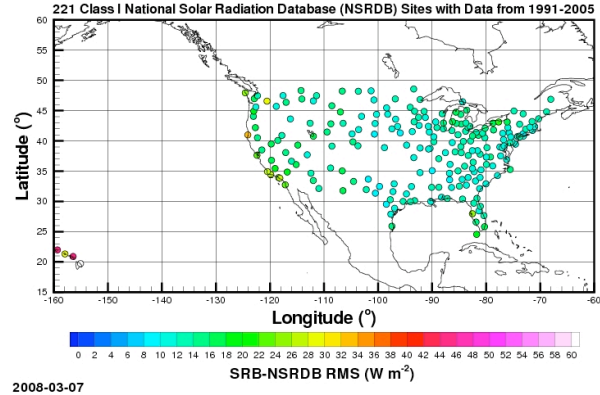 221 Class I National Solar Radiation Database (NSRDB) Sites with Data from 1991-2005
60
55
50
45
40
35
30
25
20
15
Latitude (°)
-160 -150 -140 -130 -120 -110 -100 -90 -80 -70 -60
Longitude (°)
0 2 4 6 8 10 12 14 16 18 20 22 24 26 28 30 32 34 36 38 40 42 44 46 48 50 52 54 56 58 60
SRB-NSRDB RMS (W m⁻²)
2008-03-07